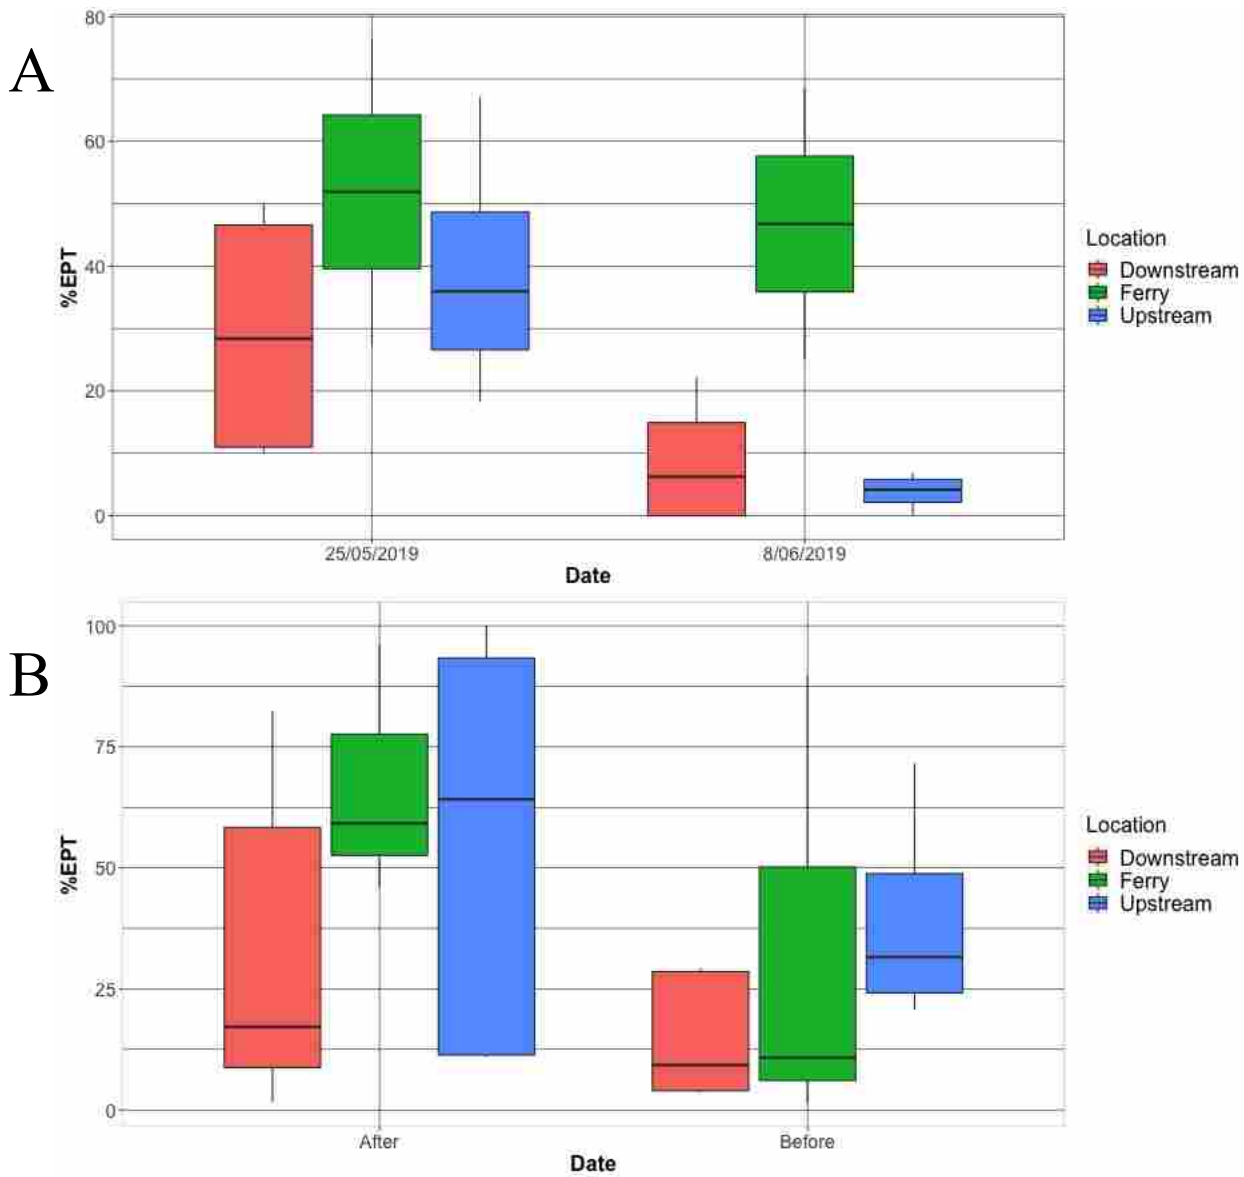 A
80
60
40
20
0
%EPT
25/05/2019
8/06/2019
Date
Location
Downstream
Ferry
Upstream
B
100
75
50
25
0
%EPT
After
Before
Date
Location
Downstream
Ferry
Upstream